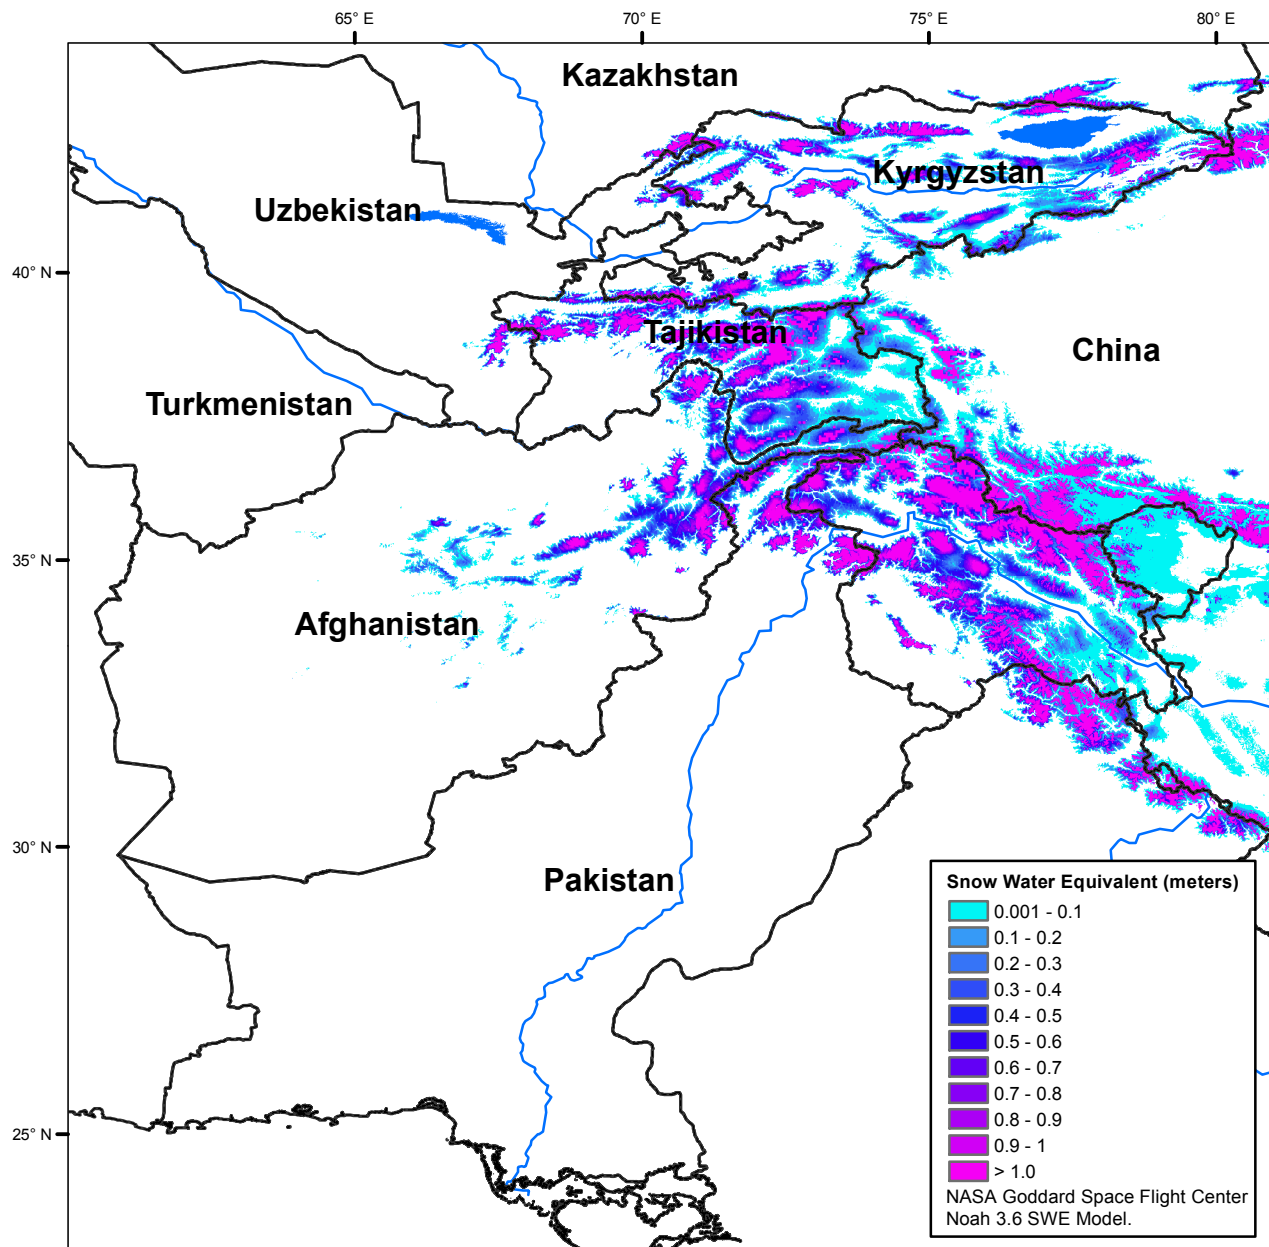 65° E
70° E
75° E
80° E
Kazakhstan
Kyrgyzstan
Uzbekistan
40° N
Tajikistan
China
Turkmenistan
35° N
Afghanistan
30° N
Pakistan
25° N
Snow Water Equivalent (meters)
0.001 - 0.1
0.1 - 0.2
0.2 - 0.3
0.3 - 0.4
0.4 - 0.5
0.5 - 0.6
0.6 - 0.7
0.7 - 0.8
0.8 - 0.9
0.9 - 1
> 1.0
NASA Goddard Space Flight Center
Noah 3.6 SWE Model.